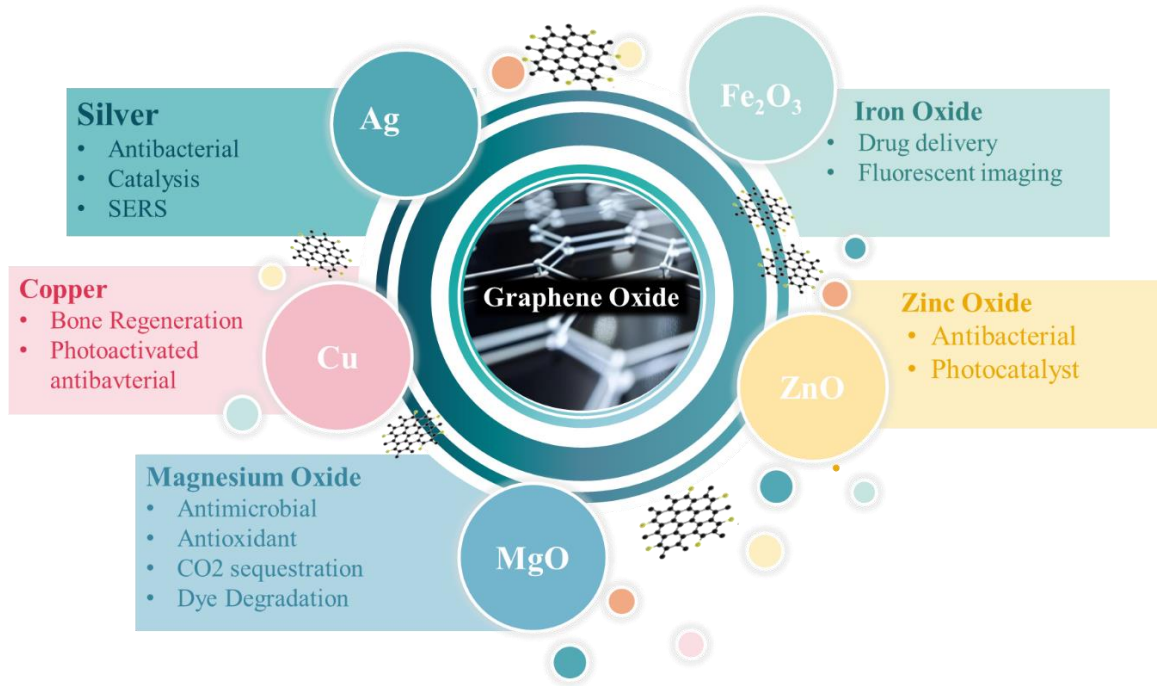 Silver
• Antibacterial
• Catalysis
• SERS
Ag
Fe₂O₃
Iron Oxide
• Drug delivery
• Fluorescent imaging
Graphene Oxide
Copper
• Bone Regeneration
• Photoactivated
antibavterial
Cu
Zinc Oxide
• Antibacterial
• Photocatalyst
ZnO
Magnesium Oxide
• Antimicrobial
• Antioxidant
• CO2 sequestration
• Dye Degradation
MgO